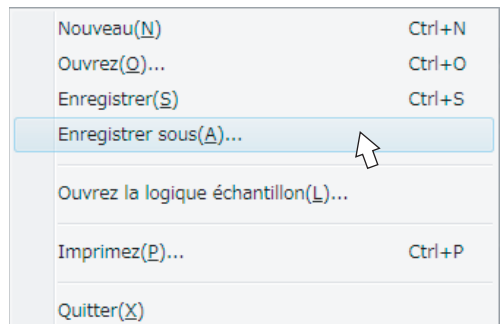 Nouveau(N) Ctrl+N
Ouvrez(O)... Ctrl+O
Enregistrer(S) Ctrl+S
Enregistrer sous(A)...
Ouvrez la logique échantillon(L)...
Imprimez(P)... Ctrl+P
Quitter(X)